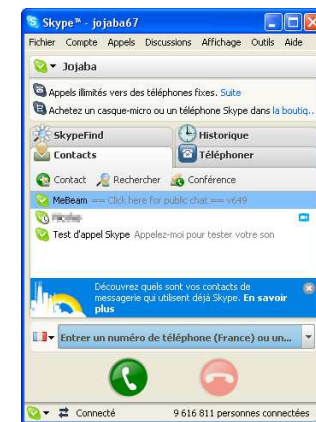 Skype™ - jojaba67
Fichier Compte Appels Discussions Affichage Outils Aide
Jojaba
Appels illimités vers des téléphones fixes. Suite
Achetez un casque-micro ou un téléphone Skype dans la boutiq..
SkypeFind Historique
Contacts Téléphoner
Contact Rechercher Conférence
MeBeam == Click here for public chat == v649
Test d'appel Skype Appelez-moi pour tester votre son
Découvrez quels sont vos contacts de
messagerie qui utilisent déjà Skype. En savoir
plus
Entrer un numéro de téléphone (France) ou un...
Connecté 9 616 811 personnes connectées